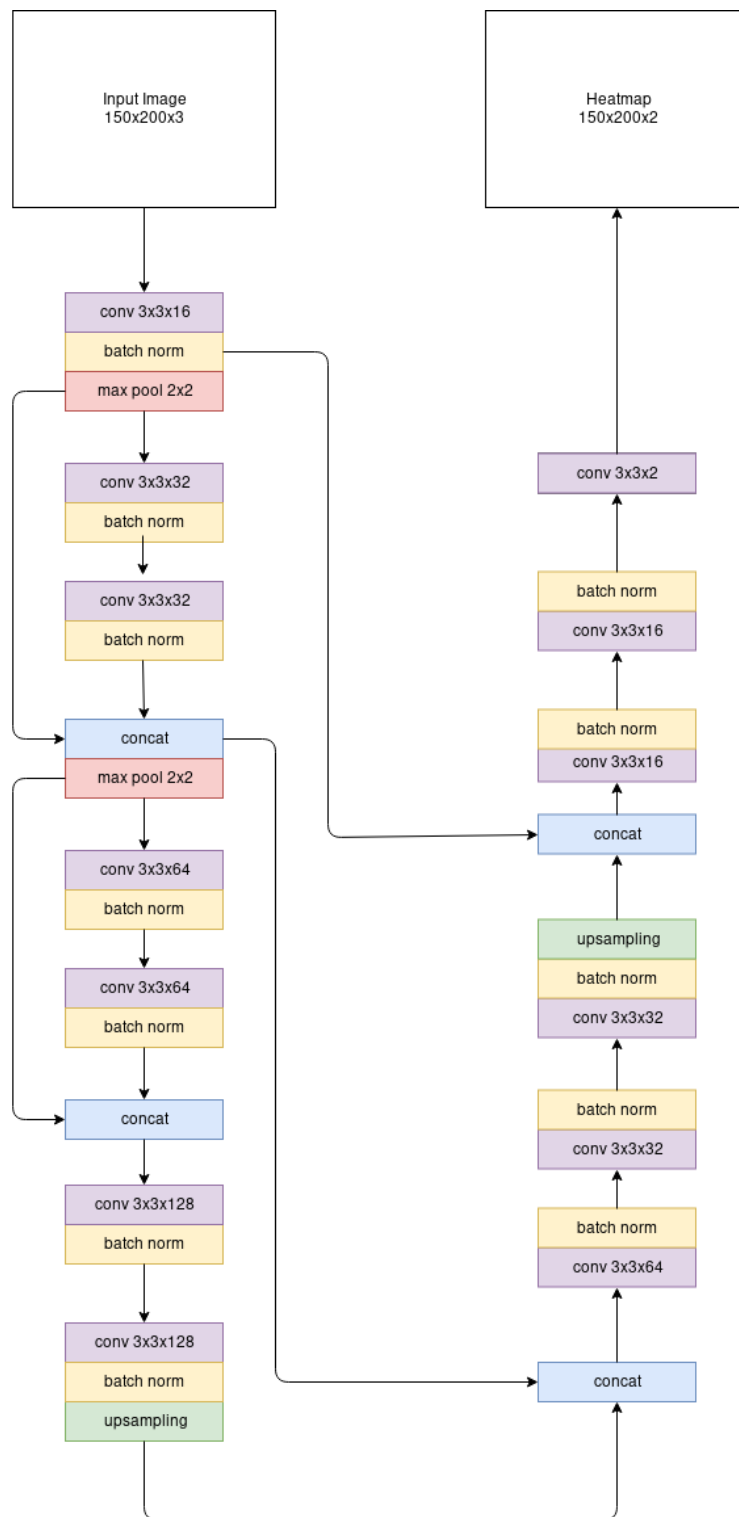 Input Image
150x200x3
conv 3x3x16
batch norm
max pool 2x2
conv 3x3x32
batch norm
conv 3x3x32
batch norm
concat
max pool 2x2
conv 3x3x64
batch norm
conv 3x3x64
batch norm
concat
conv 3x3x128
batch norm
conv 3x3x128
batch norm
upsampling
Heatmap
150x200x2
conv 3x3x2
batch norm
conv 3x3x16
batch norm
conv 3x3x16
concat
upsampling
batch norm
conv 3x3x32
batch norm
conv 3x3x32
batch norm
conv 3x3x64
concat